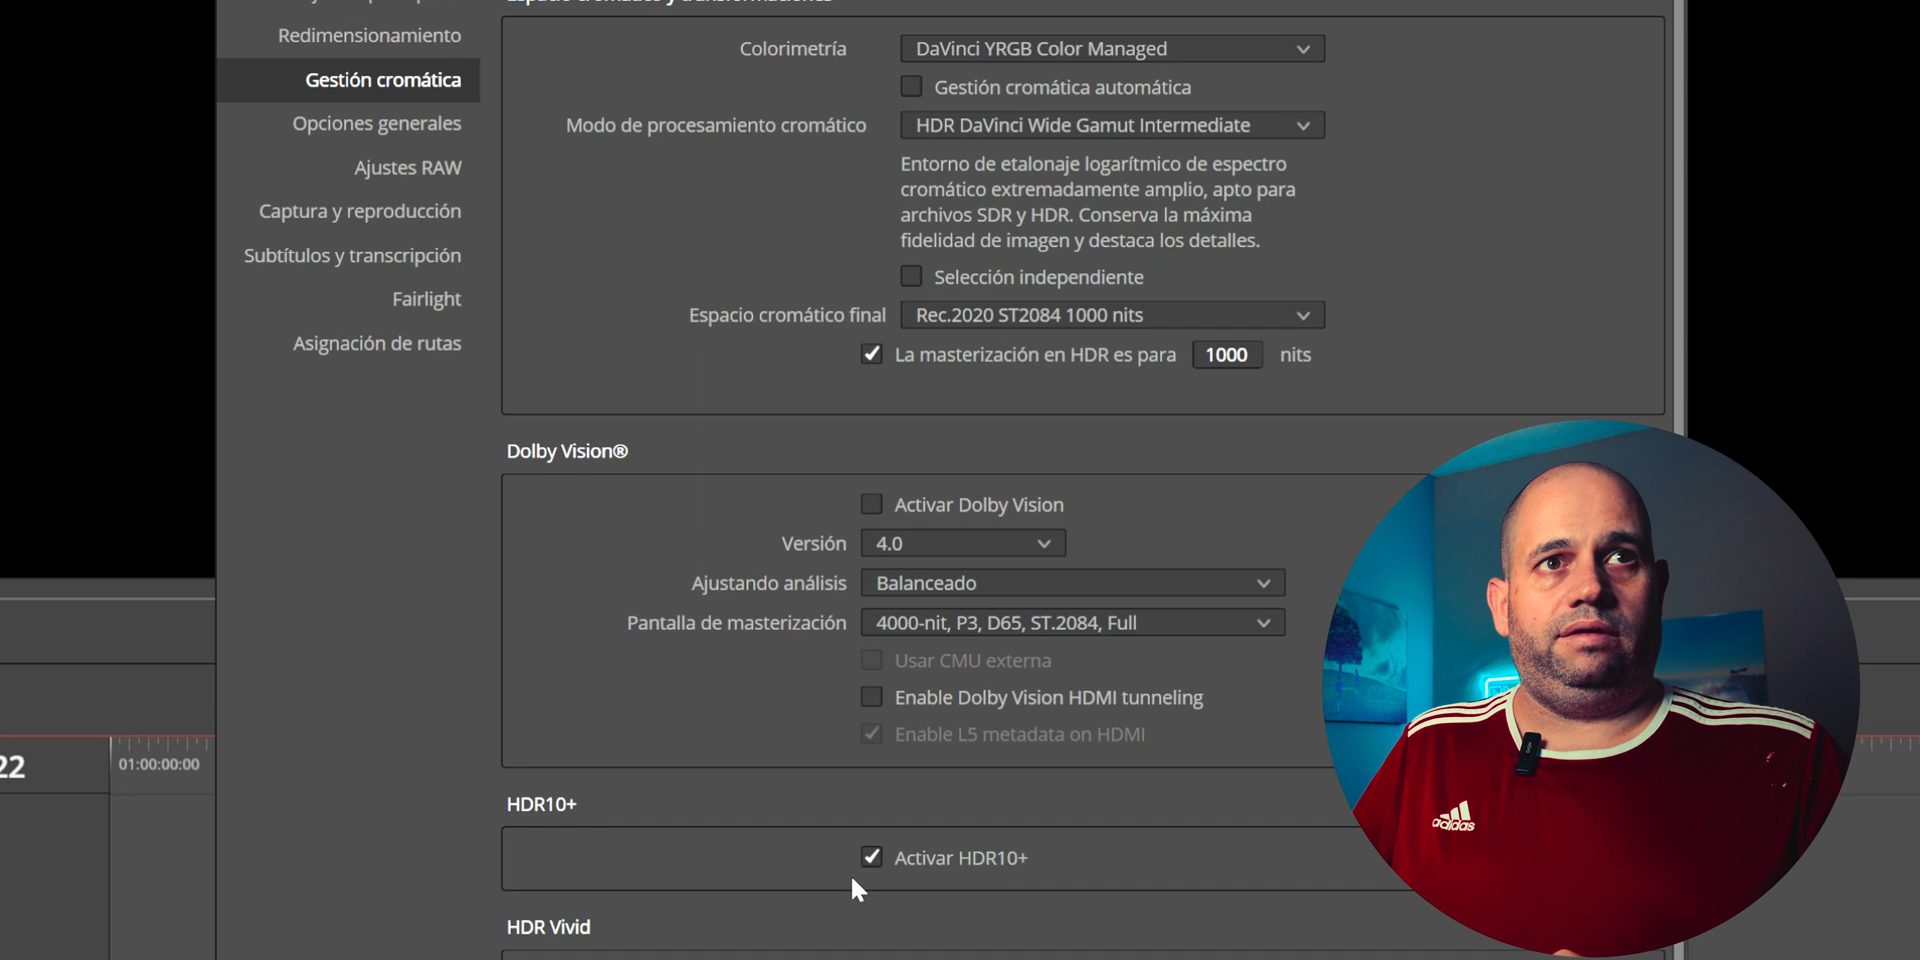 Redimensionamiento
Gestión cromática
Opciones generales
Ajustes RAW
Captura y reproducción
Subtítulos y transcripción
Fairlight
Asignación de rutas
Colorimetría
DaVinci YRGB Color Managed
Gestión cromática automática
Modo de procesamiento cromático
HDR DaVinci Wide Gamut Intermediate
Entorno de etalonaje logarítmico de espectro
cromático extremadamente amplio, apto para
archivos SDR y HDR. Conserva la máxima
fidelidad de imagen y destaca los detalles.
Selección independiente
Espacio cromático final
Rec.2020 ST2084 1000 nits
La masterización en HDR es para 1000 nits
Dolby Vision®
Activar Dolby Vision
Versión
4.0
Ajustando análisis
Balanceado
Pantalla de masterización
4000-nit, P3, D65, ST.2084, Full
Usar CMU externa
Enable Dolby Vision HDMI tunneling
Enable L5 metadata on HDMI
HDR10+
Activar HDR10+
HDR Vivid
22
01:00:00:00
adidas